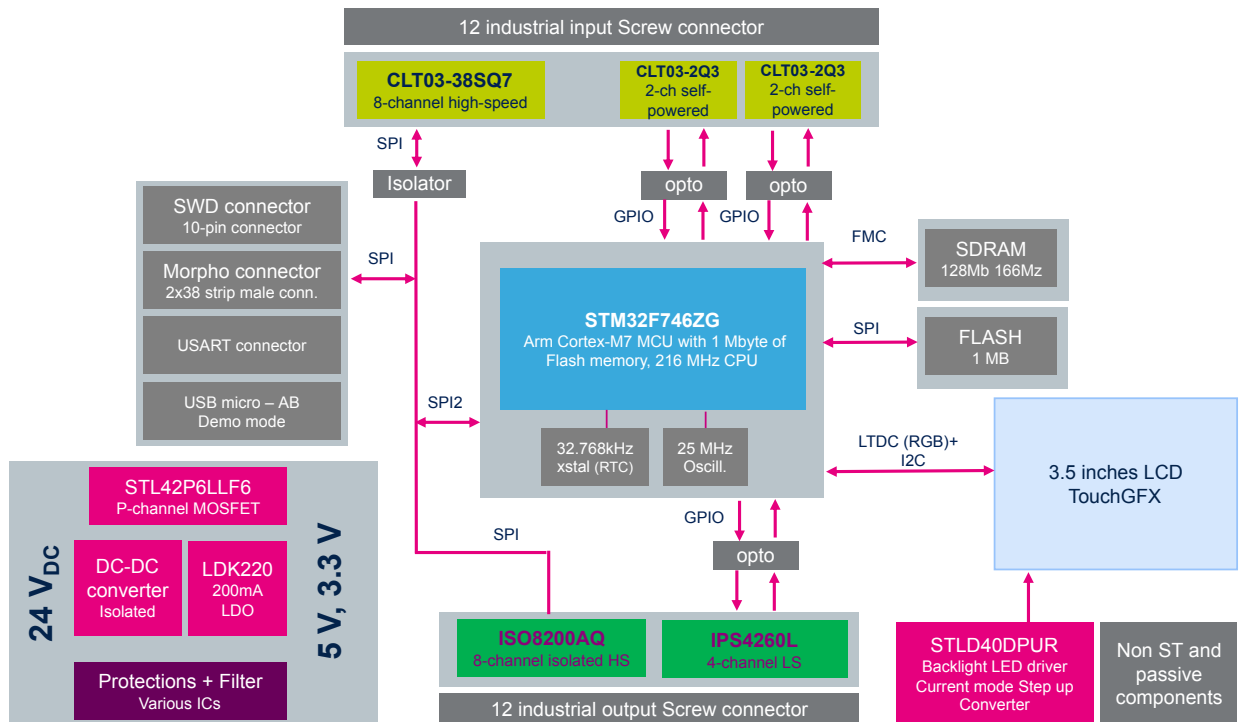 12 industrial input Screw connector
CLT03-38SQ7
8-channel high-speed
CLT03-2Q3
2-ch self-
powered
CLT03-2Q3
2-ch self-
powered
SPI
Isolator
opto
opto
GPIO
GPIO
SWD connector
10-pin connector
Morpho connector
2x38 strip male conn.
USART connector
USB micro – AB
Demo mode
SPI
SPI2
STM32F746ZG
Arm Cortex-M7 MCU with 1 Mbyte of
Flash memory, 216 MHz CPU
32.768kHz
xstal (RTC)
25 MHz
Oscill.
FMC
SDRAM
128Mb 166Mz
SPI
FLASH
1 MB
LTDC (RGB)+
I2C
3.5 inches LCD
TouchGFX
24 VDC
STL42P6LLF6
P-channel MOSFET
DC-DC
converter
Isolated
LDK220
200mA
LDO
5 V, 3.3 V
Protections + Filter
Various ICs
SPI
GPIO
opto
ISO8200AQ
8-channel isolated HS
IPS4260L
4-channel LS
12 industrial output Screw connector
STLD40DPUR
Backlight LED driver
Current mode Step up
Converter
Non ST and
passive
components